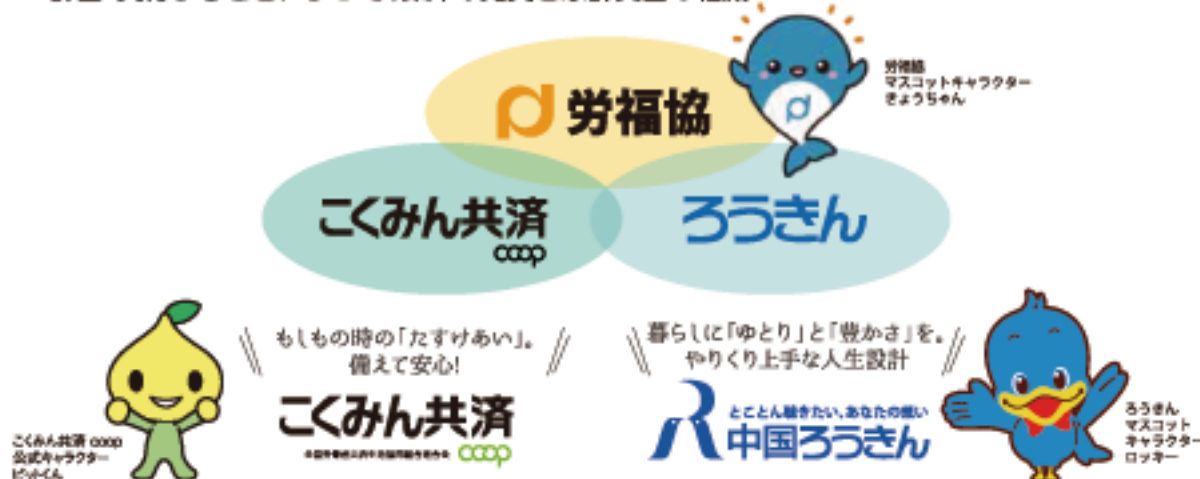 労福協
労福協
マスコットキャラクター
きょうちゃん
こくみん共済
coop
ろうきん
もしもの時の「たすけあい」。
備えて安心!
こくみん共済
coop
暮らしに「ゆとり」と「豊かさ」を。
やりくり上手な人生設計
とことん聴きたい、あなたの想い
中国ろうきん
こくみん共済 coop
公式キャラクター
ピットくん
ろうきん
マスコット
キャラクター
ロッキー